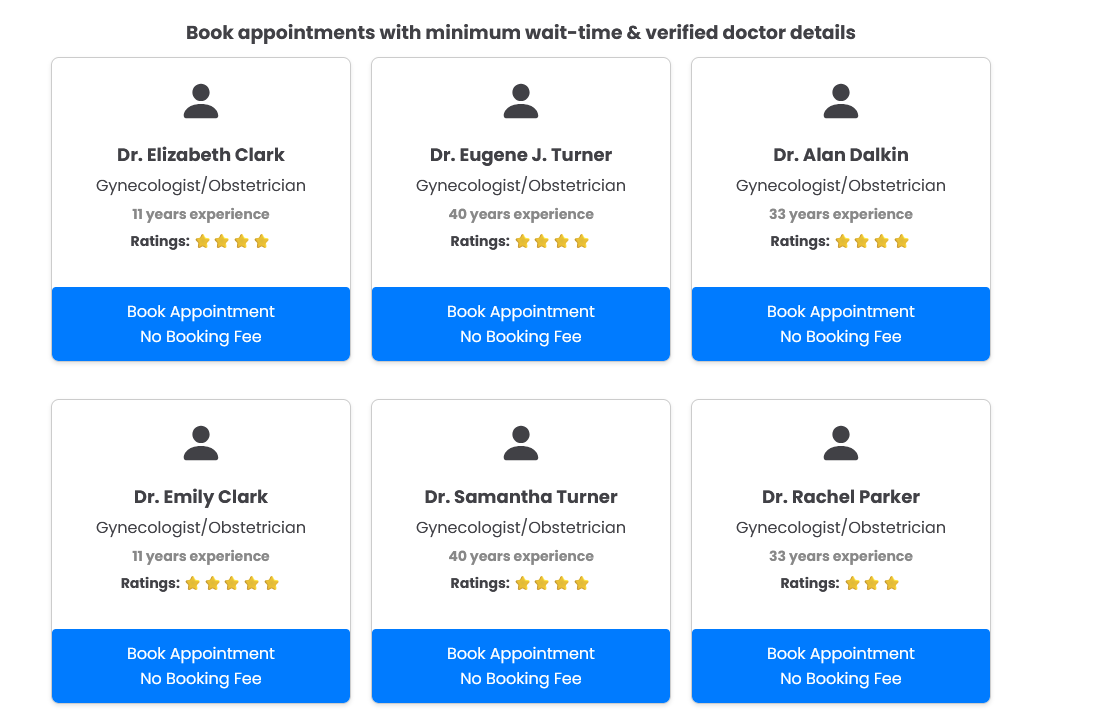 Book appointments with minimum wait-time & verified doctor details
Dr. Elizabeth Clark
Gynecologist/Obstetrician
11 years experience
Ratings:
Book Appointment
No Booking Fee
Dr. Eugene J. Turner
Gynecologist/Obstetrician
40 years experience
Ratings:
Book Appointment
No Booking Fee
Dr. Alan Dalkin
Gynecologist/Obstetrician
33 years experience
Ratings:
Book Appointment
No Booking Fee
Dr. Emily Clark
Gynecologist/Obstetrician
11 years experience
Ratings:
Book Appointment
No Booking Fee
Dr. Samantha Turner
Gynecologist/Obstetrician
40 years experience
Ratings:
Book Appointment
No Booking Fee
Dr. Rachel Parker
Gynecologist/Obstetrician
33 years experience
Ratings:
Book Appointment
No Booking Fee